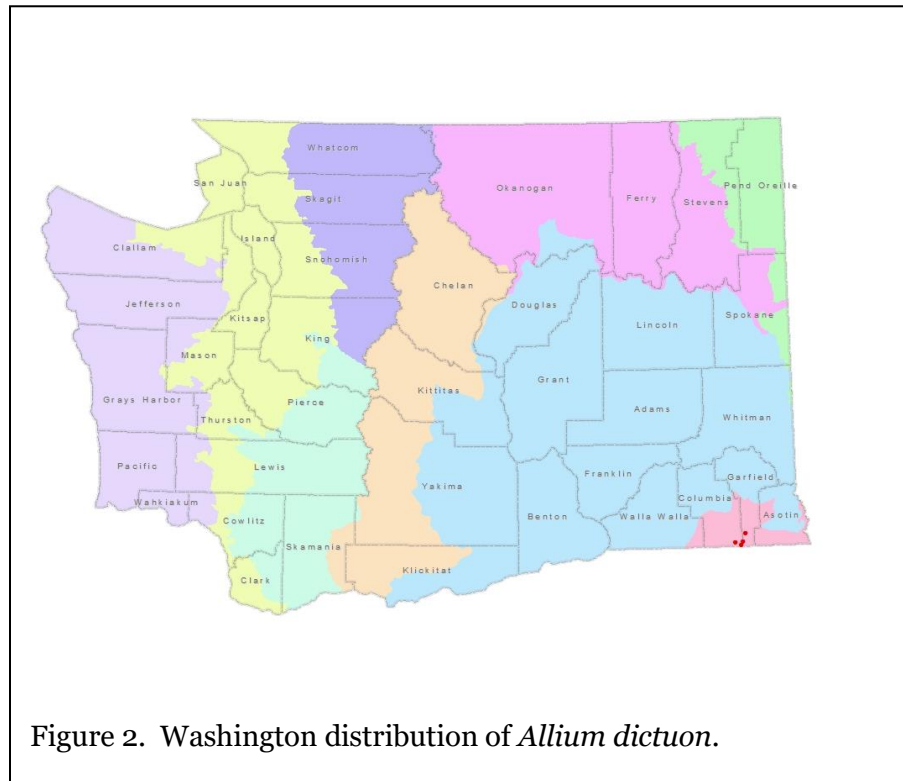 Whatcom
San Juan
Okanogan
Pend Oreille
Ferry
Stevens
Skagit
Island
Clallam
Snohomish
Chelan
Jefferson
Douglas
Kitsap
Lincoln
Spokane
King
Mason
Kittitas
Grant
Grays Harbor
Pierce
Adams
Whitman
Thurston
Pacific
Lewis
Franklin
Garfield
Yakima
Columbia
Wahkiakum
Asotin
Walla Walla
Benton
Cowlitz
Skamania
Klickitat
Clark
Figure 2. Washington distribution of Allium dictuon.